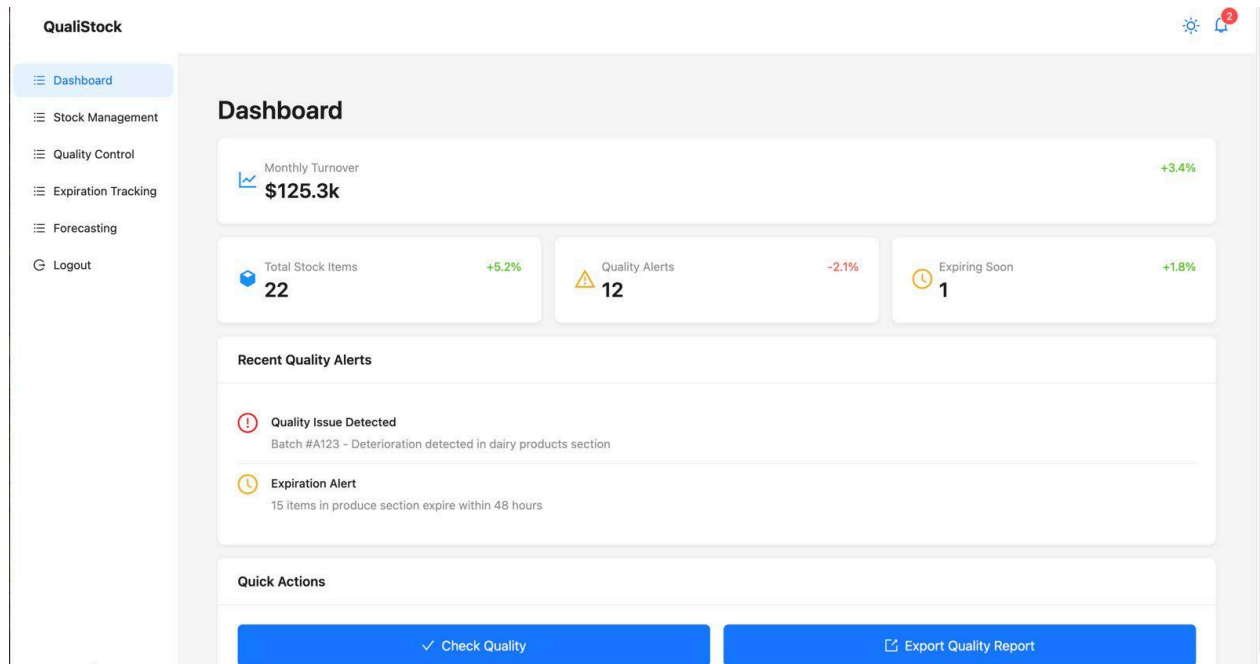 QualiStock
2
Dashboard
Stock Management
Quality Control
Expiration Tracking
Forecasting
Logout
Dashboard
Monthly Turnover
+3.4%
$125.3k
Total Stock Items
+5.2%
22
Quality Alerts
-2.1%
12
Expiring Soon
+1.8%
1
Recent Quality Alerts
Quality Issue Detected
Batch #A123 - Deterioration detected in dairy products section
Expiration Alert
15 items in produce section expire within 48 hours
Quick Actions
Check Quality
Export Quality Report